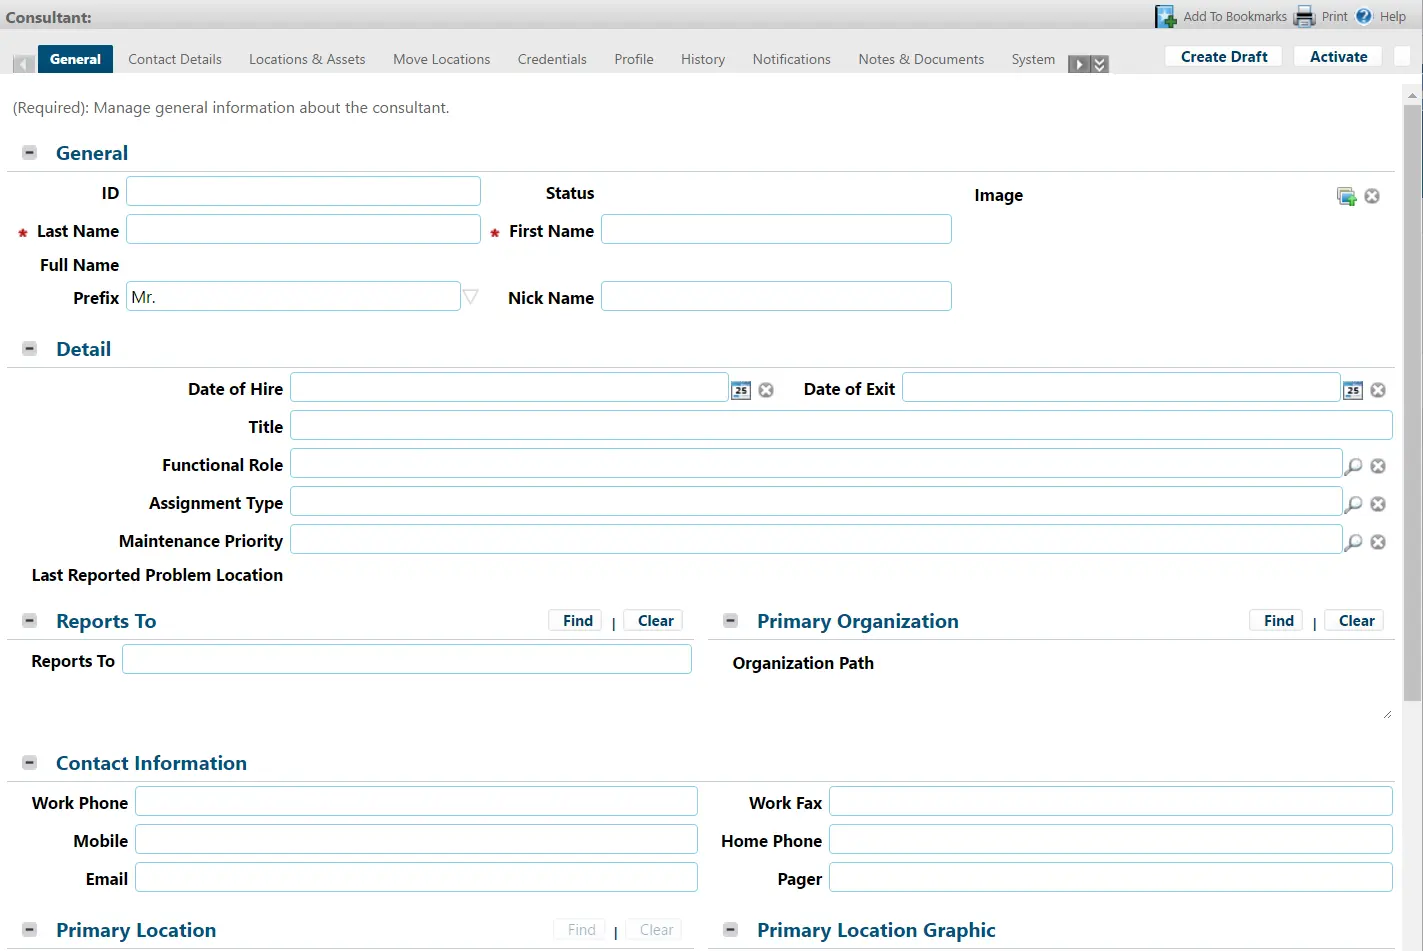 Consultant:
Add To Bookmarks Print Help
General Contact Details Locations & Assets Move Locations Credentials Profile History Notifications Notes & Documents System Create Draft Activate
(Required): Manage general information about the consultant.
General
ID Status Image
* Last Name * First Name
Full Name
Prefix Mr. Nick Name
Detail
Date of Hire 25 Date of Exit 25
Title
Functional Role
Assignment Type
Maintenance Priority
Last Reported Problem Location
Reports To Find | Clear Primary Organization Find | Clear
Reports To Organization Path
Contact Information
Work Phone Work Fax
Mobile Home Phone
Email Pager
Primary Location Find | Clear Primary Location Graphic